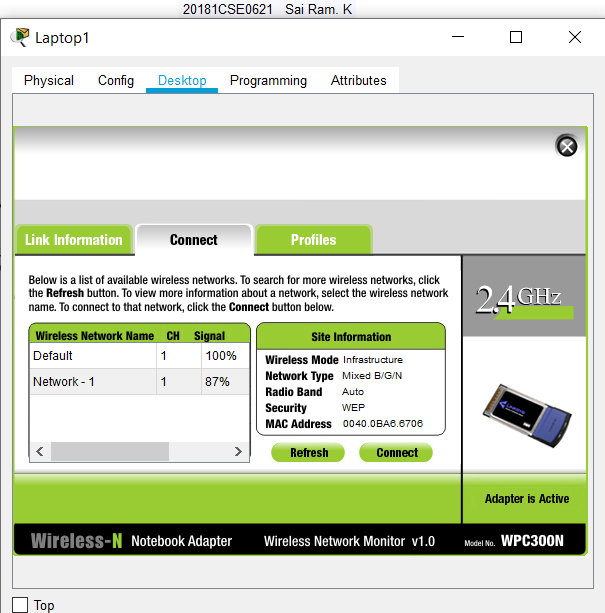 20181CSE0621 Sai Ram. K
Laptop1
Physical Config Desktop Programming Attributes
Link Information Connect Profiles
Below is a list of available wireless networks. To search for more wireless networks, click
the Refresh button. To view more information about a network, select the wireless network
name. To connect to that network, click the Connect button below.
2.4GHz
Wireless Network Name CH Signal
Default 1 100%
Network - 1 1 87%
Site Information
Wireless Mode Infrastructure
Network Type Mixed B/G/N
Radio Band Auto
Security WEP
MAC Address 0040.0BA6.6706
Refresh Connect
Adapter is Active
Wireless-N Notebook Adapter Wireless Network Monitor v1.0 Model No. WPC300N
Top